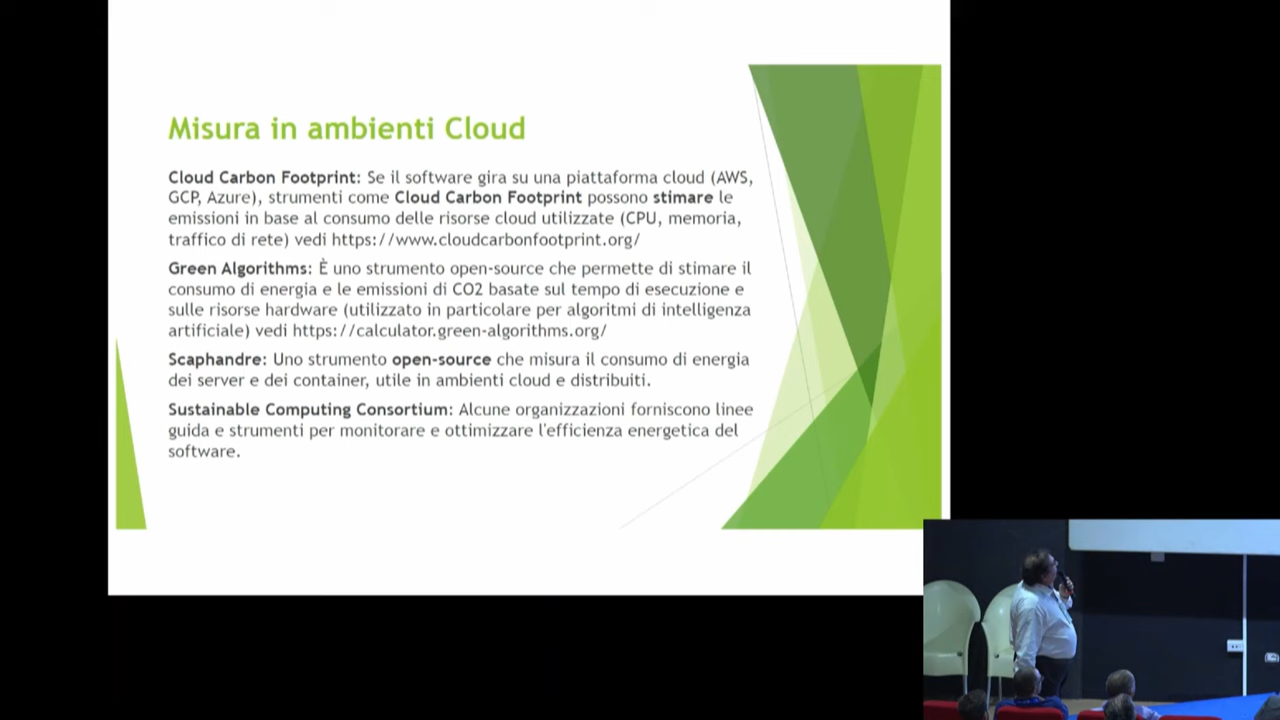 Misura in ambienti Cloud
Cloud Carbon Footprint: Se il software gira su una piattaforma cloud (AWS,
GCP, Azure), strumenti come Cloud Carbon Footprint possono stimare le
emissioni in base al consumo delle risorse cloud utilizzate (CPU, memoria,
traffico di rete) vedi https://www.cloudcarbonfootprint.org/
Green Algorithms: È uno strumento open-source che permette di stimare il
consumo di energia e le emissioni di CO2 basate sul tempo di esecuzione e
sulle risorse hardware (utilizzato in particolare per algoritmi di intelligenza
artificiale) vedi https://calculator.green-algorithms.org/
Scaphandre: Uno strumento open-source che misura il consumo di energia
dei server e dei container, utile in ambienti cloud e distribuiti.
Sustainable Computing Consortium: Alcune organizzazioni forniscono linee
guida e strumenti per monitorare e ottimizzare l'efficienza energetica del
software.